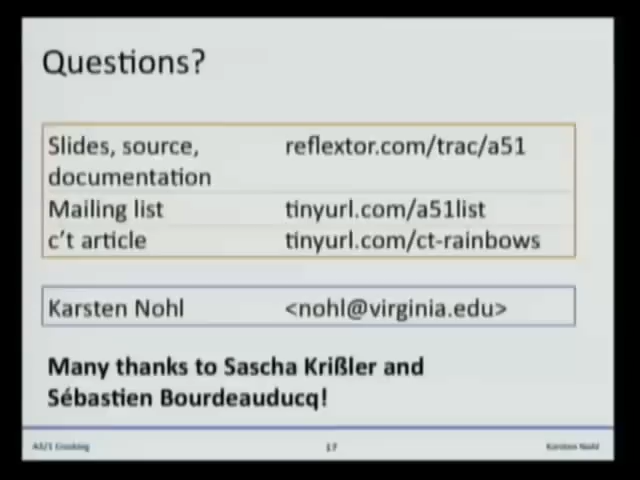 Questions?
Slides, source, reflextor.com/trac/a51
documentation
Mailing list tinyurl.com/a51list
c't article tinyurl.com/ct-rainbows
Karsten Nohl <nohl@virginia.edu>
Many thanks to Sascha Krißler and
Sébastien Bourdeauducq!
A5/1 Cracking 17 Karsten Nohl